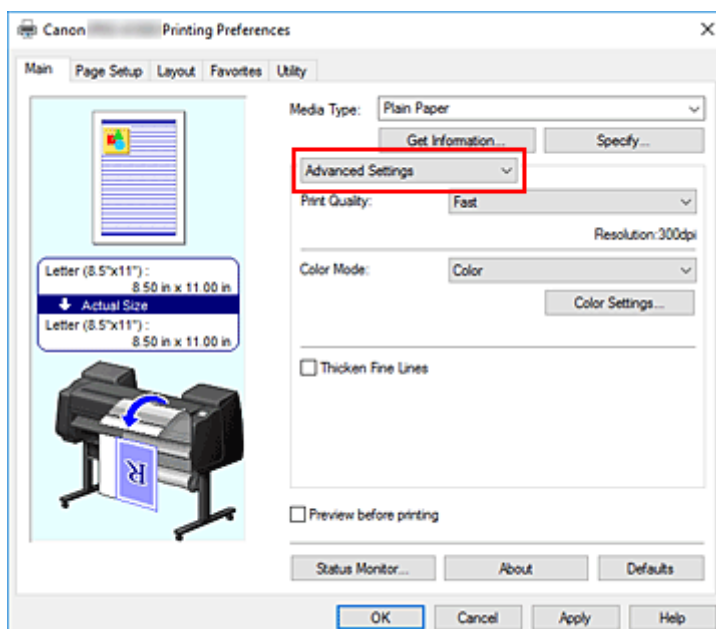 Canon Printing Preferences
Main Page Setup Layout Favorites Utility
Media Type: Plain Paper
Get Information... Specify...
Advanced Settings
Print Quality: Fast
Resolution:300dpi
Color Mode: Color
Color Settings...
Thicken Fine Lines
Letter (8.5"x11") :
8.50 in x 11.00 in
Actual Size
Letter (8.5"x11") :
8.50 in x 11.00 in
R
Preview before printing
Status Monitor... About Defaults
OK Cancel Apply Help